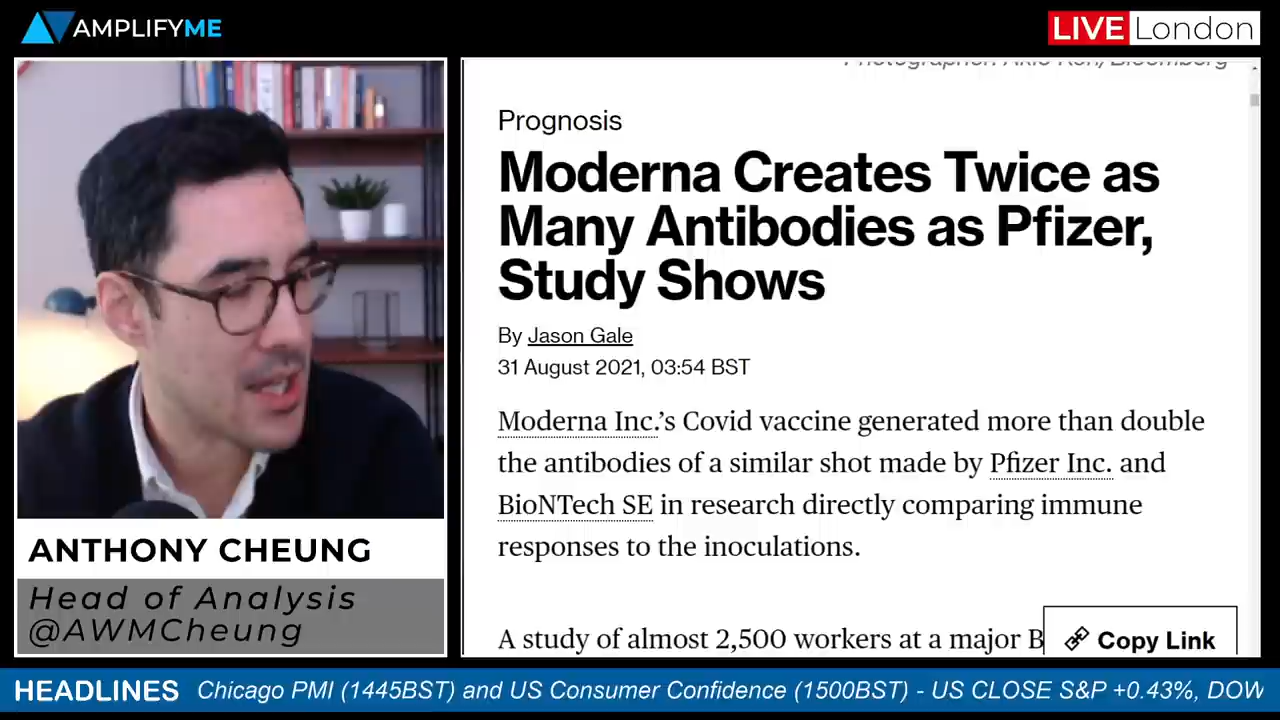 AMPLIFYME
LIVE London
Prognosis
Moderna Creates Twice as
Many Antibodies as Pfizer,
Study Shows
By Jason Gale
31 August 2021, 03:54 BST
Moderna Inc.'s Covid vaccine generated more than double
the antibodies of a similar shot made by Pfizer Inc. and
BioNTech SE in research directly comparing immune
responses to the inoculations.
A study of almost 2,500 workers at a major B
Copy Link
ANTHONY CHEUNG
Head of Analysis
@AWMCheung
HEADLINES Chicago PMI (1445BST) and US Consumer Confidence (1500BST) - US CLOSE S&P +0.43%, DOW